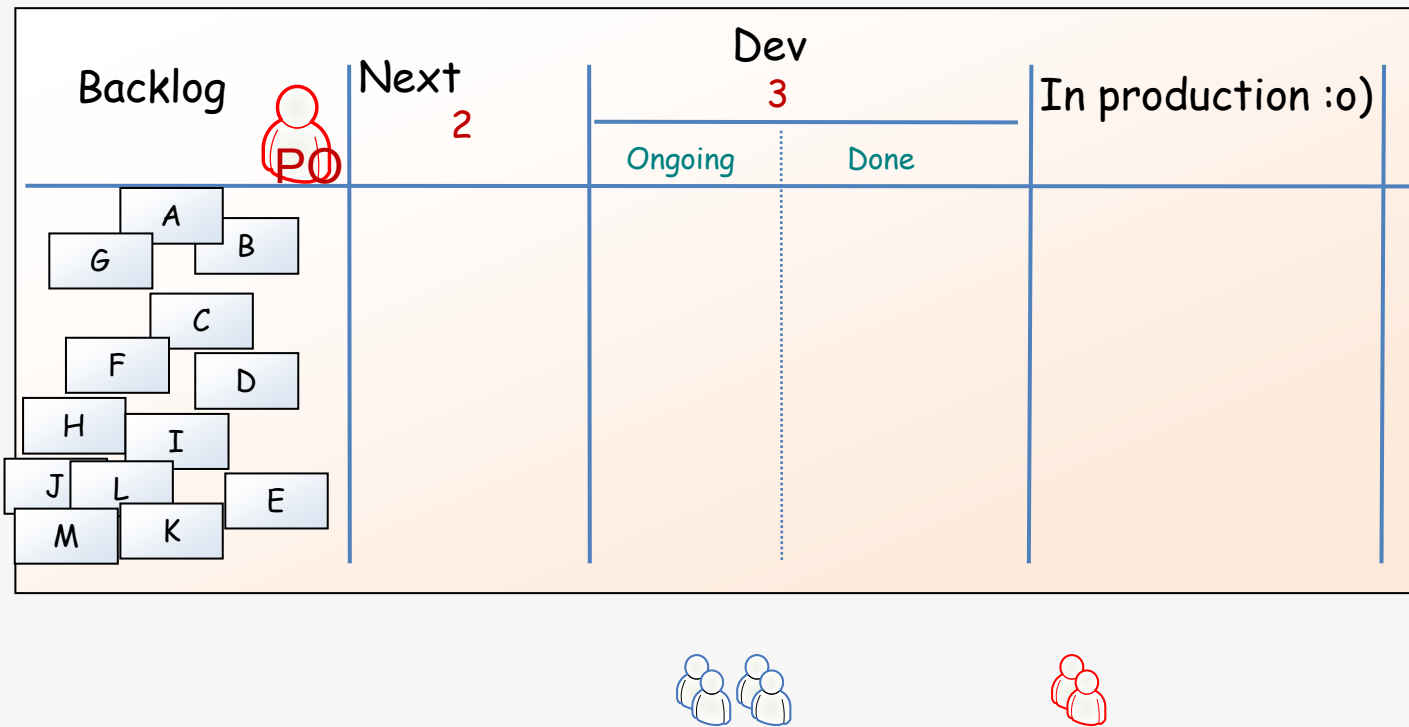 Backlog
PO
Next
2
Dev
3
Ongoing
Done
In production :o)
A
B
G
C
F
D
H
I
J
L
E
M
K